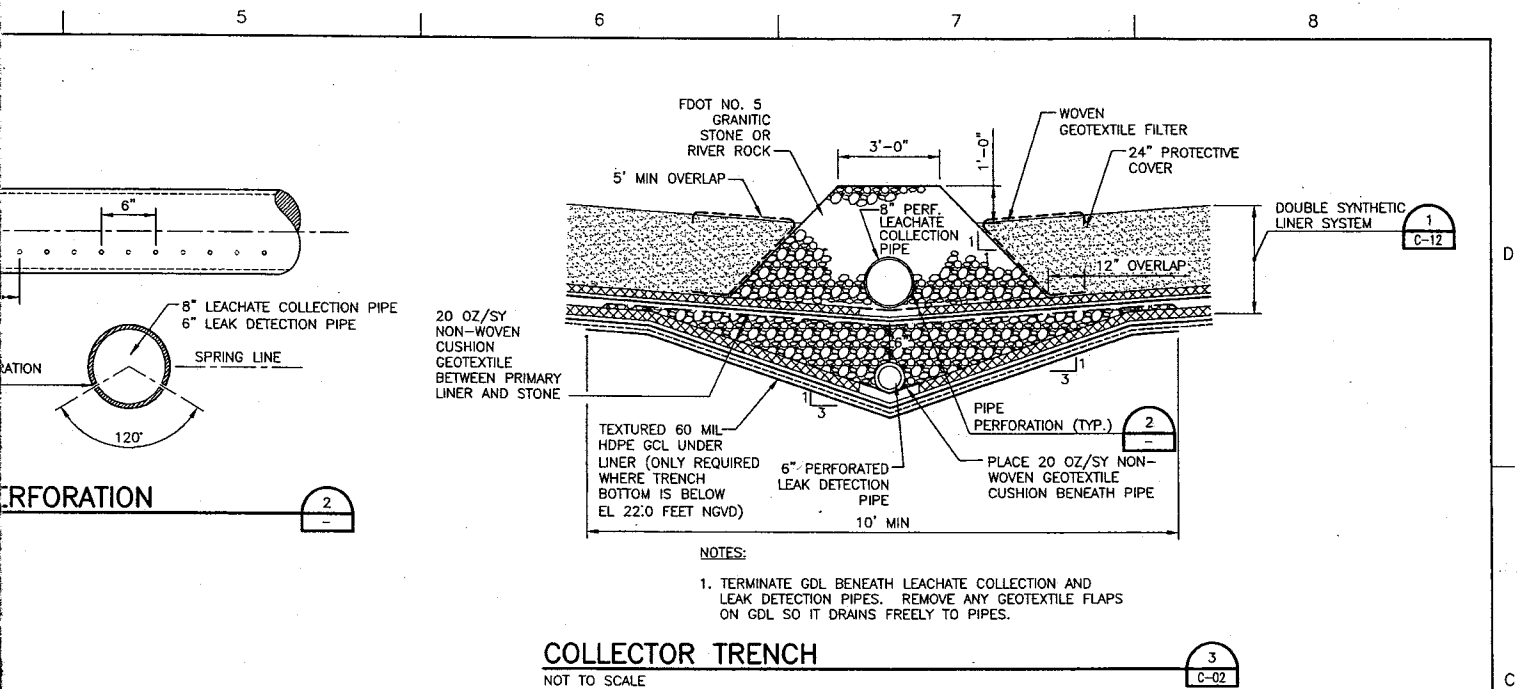 5
6
7
8
D
C
6"
8" LEACHATE COLLECTION PIPE
6" LEAK DETECTION PIPE
SPRING LINE
120°
2
-
FDOT NO. 5
GRANITIC
STONE OR
RIVER ROCK
5' MIN OVERLAP
3'-0"
1'-0"
WOVEN
GEOTEXTILE FILTER
24" PROTECTIVE
COVER
8" PERF.
LEACHATE
COLLECTION
PIPE
1
1
12" OVERLAP
DOUBLE SYNTHETIC
LINER SYSTEM
1
C-12
20 OZ/SY
NON-WOVEN
CUSHION
GEOTEXTILE
BETWEEN PRIMARY
LINER AND STONE
6"
1
3
1
3
TEXTURED 60 MIL
HDPE GCL UNDER
LINER (ONLY REQUIRED
WHERE TRENCH
BOTTOM IS BELOW
EL 22.0 FEET NGVD)
6" PERFORATED
LEAK DETECTION
PIPE
PIPE
PERFORATION (TYP.)
2
-
PLACE 20 OZ/SY NON-
WOVEN GEOTEXTILE
CUSHION BENEATH PIPE
10' MIN
NOTES:
1. TERMINATE GDL BENEATH LEACHATE COLLECTION AND
LEAK DETECTION PIPES. REMOVE ANY GEOTEXTILE FLAPS
ON GDL SO IT DRAINS FREELY TO PIPES.
COLLECTOR TRENCH
NOT TO SCALE
3
C-02